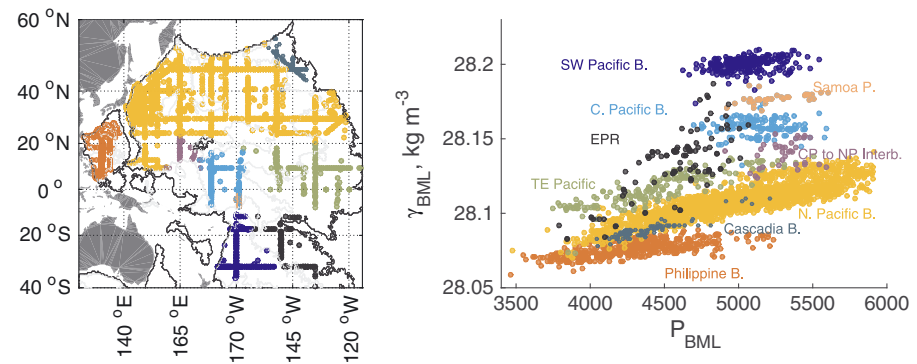 60 °N
40 °N
20 °N
0 °
20 °S
40 °S
140 °E
165 °E
170 °W
145 °W
120 °W
28.2
28.15
28.1
28.05
γBML, kg m-3
SW Pacific B.
Samoa P.
C. Pacific B.
EPR
CP to NP Interb.
TE Pacific
N. Pacific B.
Cascadia B.
Philippine B.
3500 4000 4500 5000 5500 6000
PBML